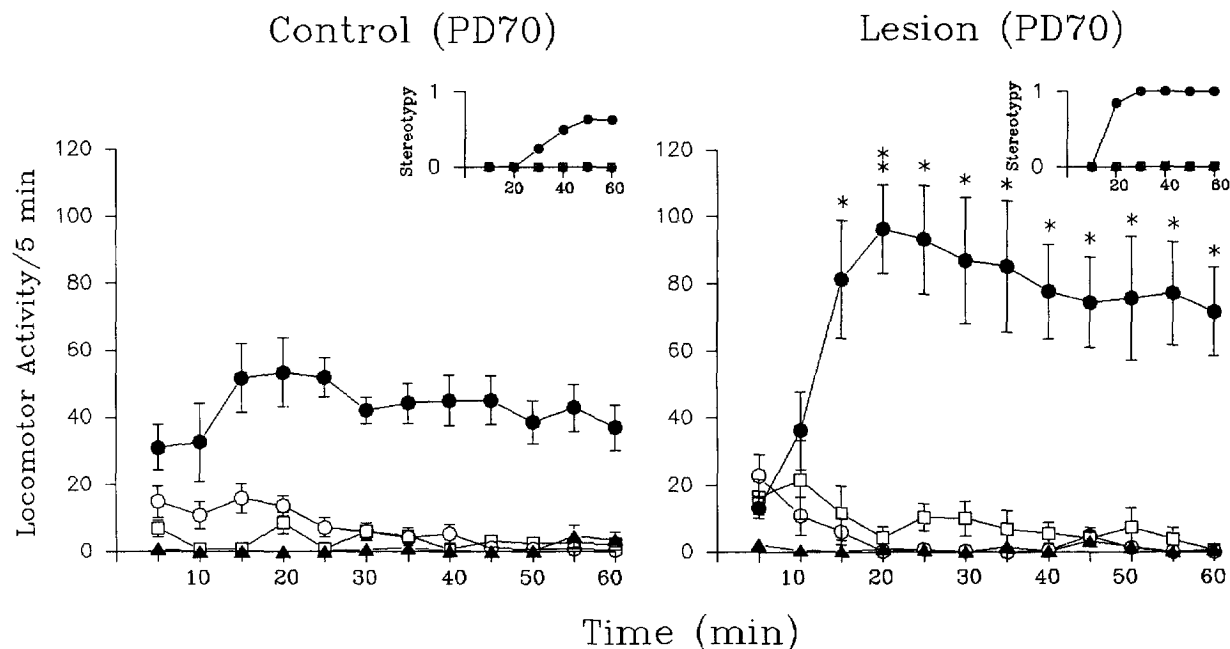 Control (PD70)
Lesion (PD70)
Stereotypy
1
0
20 40 60
Stereotypy
1
0
20 40 60
Locomotor Activity/5 min
120
100
80
60
40
20
0
10 20 30 40 50 60
120
100
80
60
40
20
0
* * * * * * * * * * *
10 20 30 40 50 60
Time (min)